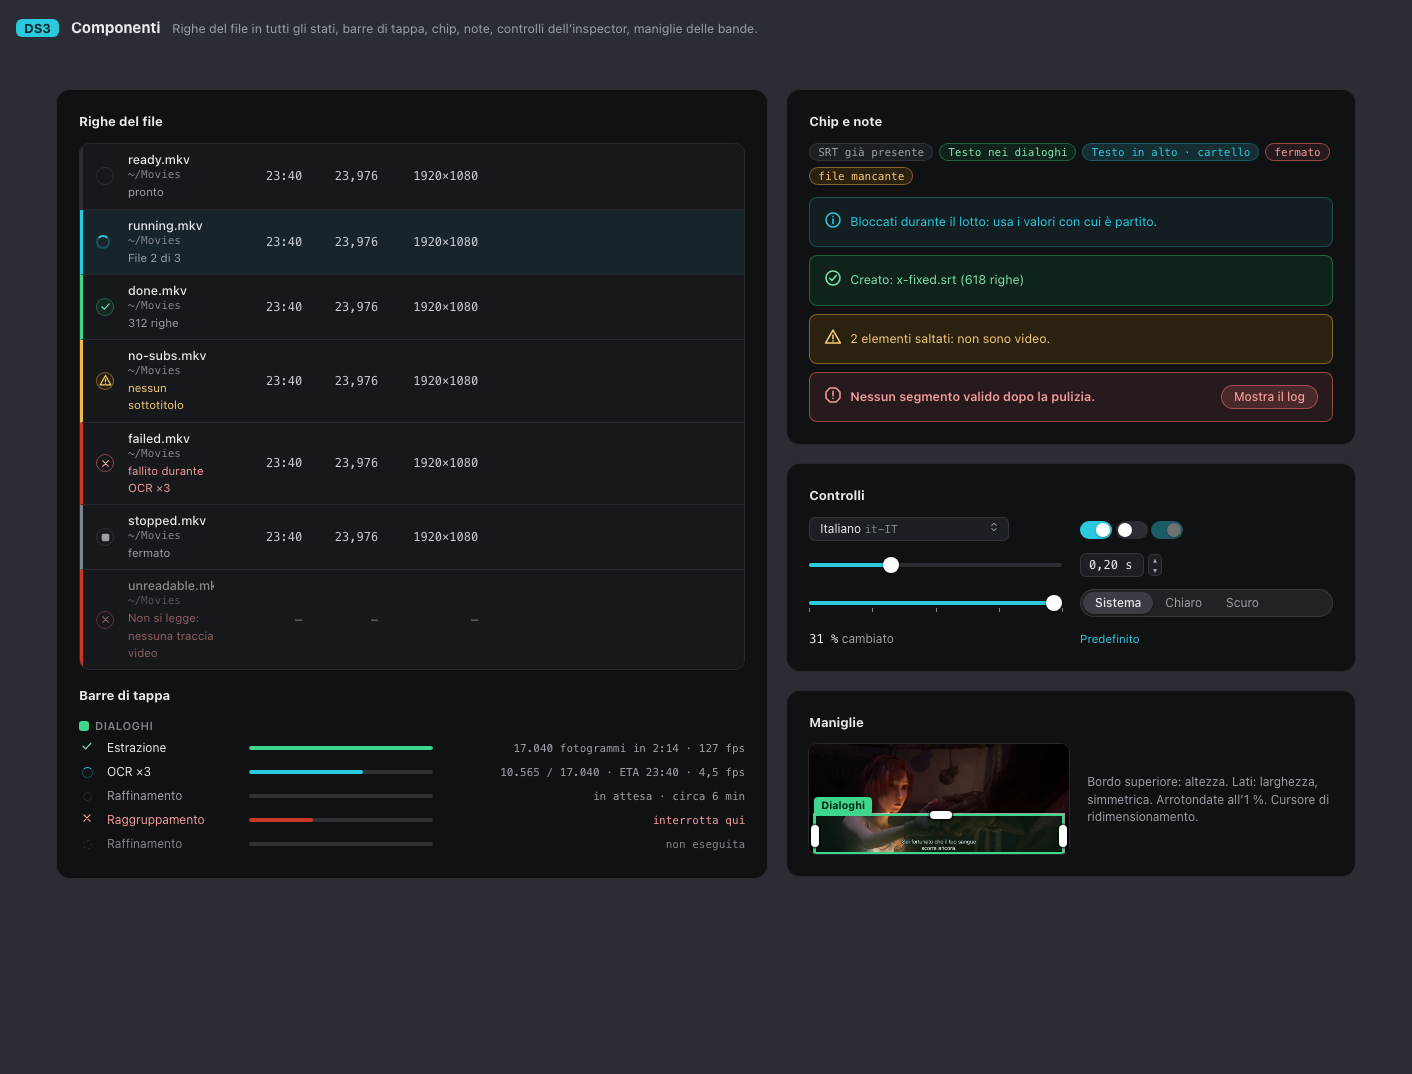 DS3 Componenti Righe del file in tutti gli stati, barre di tappa, chip, note, controlli dell'inspector, maniglie delle bande.
Righe del file
ready.mkv
~/Movies
pronto
23:40 23,976 1920×1080
running.mkv
~/Movies
File 2 di 3
23:40 23,976 1920×1080
done.mkv
~/Movies
312 righe
23:40 23,976 1920×1080
no-subs.mkv
~/Movies
nessun
sottotitolo
23:40 23,976 1920×1080
failed.mkv
~/Movies
fallito durante
OCR ×3
23:40 23,976 1920×1080
stopped.mkv
~/Movies
fermato
23:40 23,976 1920×1080
unreadable.mk
~/Movies
Non si legge:
nessuna traccia
video
– – –
Barre di tappa
DIALOGHI
Estrazione 17.040 fotogrammi in 2:14 · 127 fps
OCR ×3 10.565 / 17.040 · ETA 23:40 · 4,5 fps
Raffinamento in attesa · circa 6 min
Raggruppamento interrotta qui
Raffinamento non eseguita
Chip e note
SRT già presente Testo nei dialoghi Testo in alto · cartello fermato
file mancante
Bloccati durante il lotto: usa i valori con cui è partito.
Creato: x-fixed.srt (618 righe)
2 elementi saltati: non sono video.
Nessun segmento valido dopo la pulizia. Mostra il log
Controlli
Italiano it-IT
0,20 s
Sistema Chiaro Scuro
31 % cambiato Predefinito
Maniglie
Dialoghi
Sei fortunato che il tuo sangue
scorra ancora.
Bordo superiore: altezza. Lati: larghezza,
simmetrica. Arrotondate all'1 %. Cursore di
ridimensionamento.